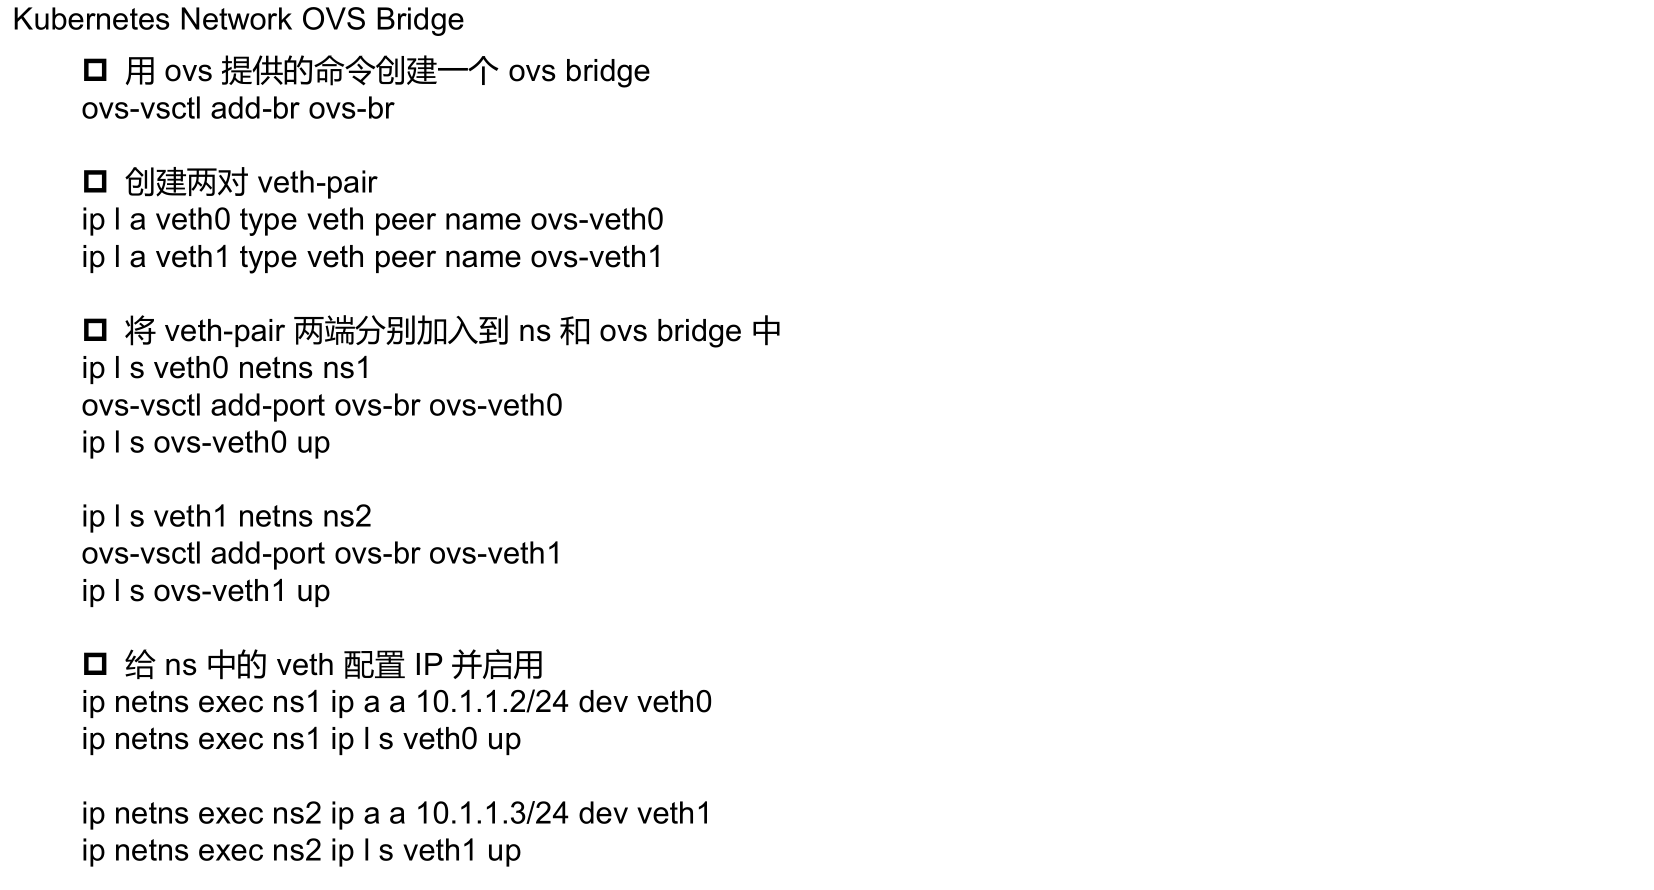 Kubernetes Network OVS Bridge
用 ovs 提供的命令创建一个 ovs bridge
ovs-vsctl add-br ovs-br
创建两对 veth-pair
ip l a veth0 type veth peer name ovs-veth0
ip l a veth1 type veth peer name ovs-veth1
将 veth-pair 两端分别加入到 ns 和 ovs bridge 中
ip l s veth0 netns ns1
ovs-vsctl add-port ovs-br ovs-veth0
ip l s ovs-veth0 up
ip l s veth1 netns ns2
ovs-vsctl add-port ovs-br ovs-veth1
ip l s ovs-veth1 up
给 ns 中的 veth 配置 IP 并启用
ip netns exec ns1 ip a a 10.1.1.2/24 dev veth0
ip netns exec ns1 ip l s veth0 up
ip netns exec ns2 ip a a 10.1.1.3/24 dev veth1
ip netns exec ns2 ip l s veth1 up